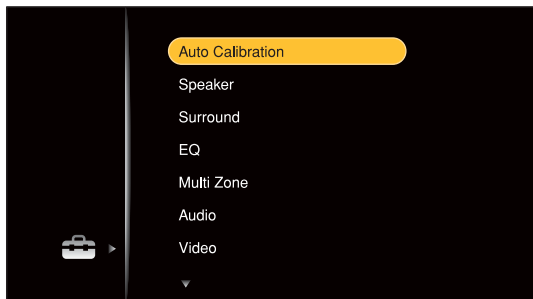 Auto Calibration
Speaker
Surround
EQ
Multi Zone
Audio
Video